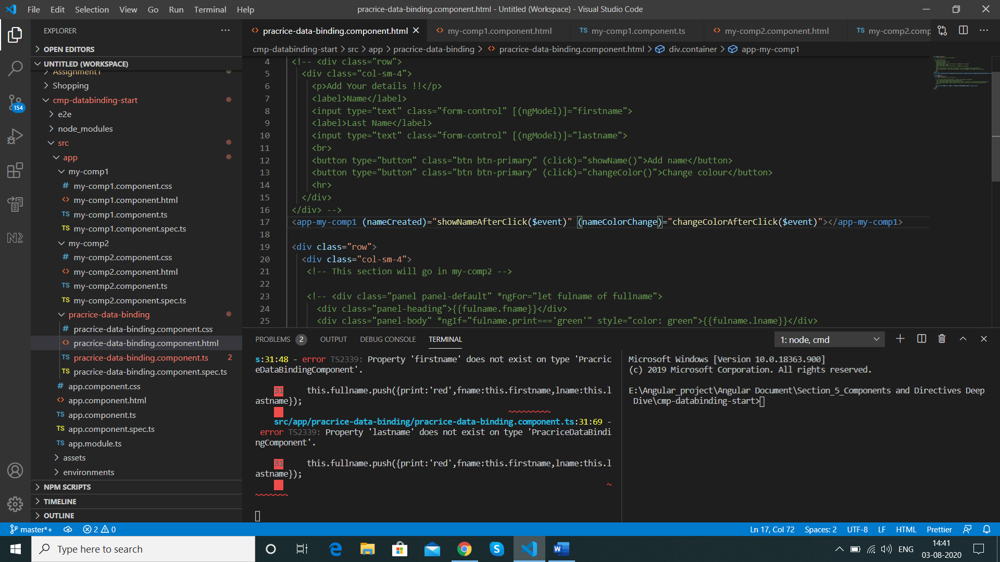 File Edit Selection View Go Run Terminal Help
pracrice-data-binding.component.html - Untitled (Workspace) - Visual Studio Code
EXPLORER
OPEN EDITORS
UNTITLED (WORKSPACE)
Assignment1
Shopping
cmp-databinding-start
e2e
node_modules
src
app
my-comp1
# my-comp1.component.css
<> my-comp1.component.html
TS my-comp1.component.ts
TS my-comp1.component.spec.ts
my-comp2
# my-comp2.component.css
<> my-comp2.component.html
TS my-comp2.component.ts
TS my-comp2.component.spec.ts
pracrice-data-binding
# pracrice-data-binding.component.css
<> pracrice-data-binding.component.html
TS pracrice-data-binding.component.ts 2
TS pracrice-data-binding.component.spec.ts
# app.component.css
<> app.component.html
TS app.component.ts
TS app.component.spec.ts
TS app.module.ts
assets
environments
NPM SCRIPTS
TIMELINE
OUTLINE
154
<> pracrice-data-binding.component.html <> my-comp1.component.html TS my-comp1.component.ts <> my-comp2.component.html TS my-comp2.comp
cmp-databinding-start > src > app > pracrice-data-binding > <> pracrice-data-binding.component.html > div.container > app-my-comp1
4 <!-- <div class="row">
5 <div class="col-sm-4">
6 <p>Add Your details !!</p>
7 <label>Name</label>
8 <input type="text" class="form-control" [(ngModel)]="firstname">
9 <label>Last Name</label>
10 <input type="text" class="form-control" [(ngModel)]="lastname">
11 <br>
12 <button type="button" class="btn btn-primary" (click)="showName()">Add name</button>
13 <button type="button" class="btn btn-primary" (click)="changeColor()">Change colour</button>
14 <hr>
15 </div>
16 </div> -->
17 <app-my-comp1 (nameCreated)="showNameAfterClick($event)" (nameColorChange)="changeColorAfterClick($event)"></app-my-comp1>
18
19 <div class="row">
20 <div class="col-sm-4">
21 <!-- This section will go in my-comp2 -->
22
23 <!-- <div class="panel panel-default" *ngFor="let fulname of fullname">
24 <div class="panel-heading">{{fulname.fname}}</div>
25 <div class="panel-body" *ngIf="fulname.print==='green'" style="color: green">{{fulname.lname}}</div>
PROBLEMS 2 OUTPUT DEBUG CONSOLE TERMINAL 1: node, cmd
s:31:48 - error TS2339: Property 'firstname' does not exist on type 'Pracric
eDataBindingComponent'.
31 this.fullname.push({print:'red',fname:this.firstname,lname:this.l
astname});
~~~~~~~~~
src/app/pracrice-data-binding/pracrice-data-binding.component.ts:31:69 -
error TS2339: Property 'lastname' does not exist on type 'PracriceDataBindi
ngComponent'.
31 this.fullname.push({print:'red',fname:this.firstname,lname:this.l
astname});
~
~~~~~~~
Microsoft Windows [Version 10.0.18363.900]
(c) 2019 Microsoft Corporation. All rights reserved.
E:\Angular_project\Angular Document\Section_5_Components and Directives Deep
Dive\cmp-databinding-start>
master*+ 2 0 Ln 17, Col 72 Spaces: 2 UTF-8 LF HTML Prettier
Type here to search
ENG
14:41
03-08-2020